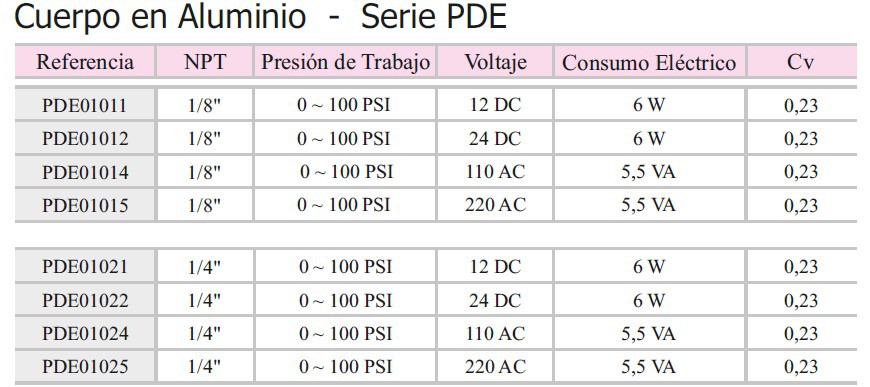 Cuerpo en Aluminio - Serie PDE
Referencia NPT Presión de Trabajo Voltaje Consumo Eléctrico Cv
PDE01011 1/8" 0 ~ 100 PSI 12 DC 6 W 0,23
PDE01012 1/8" 0 ~ 100 PSI 24 DC 6 W 0,23
PDE01014 1/8" 0 ~ 100 PSI 110 AC 5,5 VA 0,23
PDE01015 1/8" 0 ~ 100 PSI 220 AC 5,5 VA 0,23
PDE01021 1/4" 0 ~ 100 PSI 12 DC 6 W 0,23
PDE01022 1/4" 0 ~ 100 PSI 24 DC 6 W 0,23
PDE01024 1/4" 0 ~ 100 PSI 110 AC 5,5 VA 0,23
PDE01025 1/4" 0 ~ 100 PSI 220 AC 5,5 VA 0,23